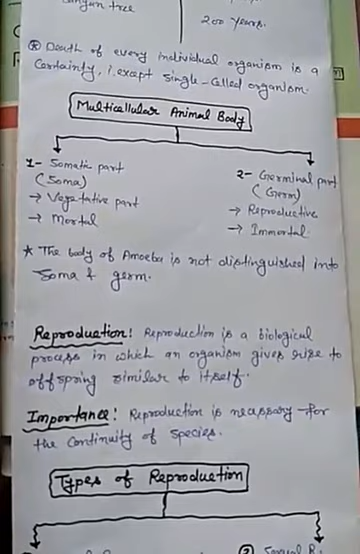 tree
200 years.
* Death of every individual organism is a
Certainty, i.except single-celled organism.
Multicellular Animal Body
1- Somatic part
(Soma)
→ Vegetative part
→ Mortal
2- Germinal part
(Germ)
→ Reproductive
→ Immortal.
* The body of Amoeba is not distinguished into
Soma & germ.
Reproduction: Reproduction is a biological
process in which an organism gives rise to
offspring similar to itself.
Importance: Reproduction is necessary for
the Continuity of species.
Types of Reproduction
② Sexual R